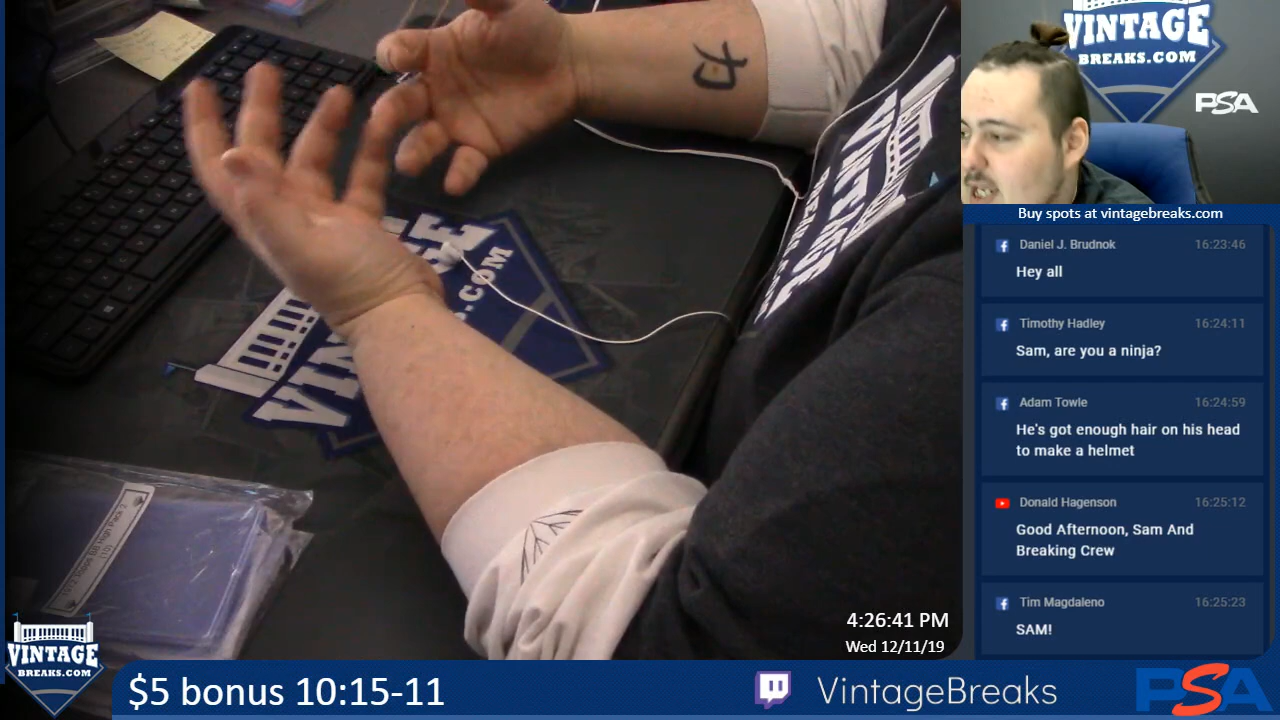 VINTAGE
BREAKS.COM
PSA
力
Buy spots at vintagebreaks.com
Daniel J. Brudnok 16:23:46
Hey all
Timothy Hadley 16:24:11
Sam, are you a ninja?
Adam Towle 16:24:59
He's got enough hair on his head
to make a helmet
Donald Hagenson 16:25:12
Good Afternoon, Sam And
Breaking Crew
Tim Magdaleno 16:25:23
SAM!
4:26:41 PM
Wed 12/11/19
VINTAGE
BREAKS.COM
$5 bonus 10:15-11
VintageBreaks
PSA